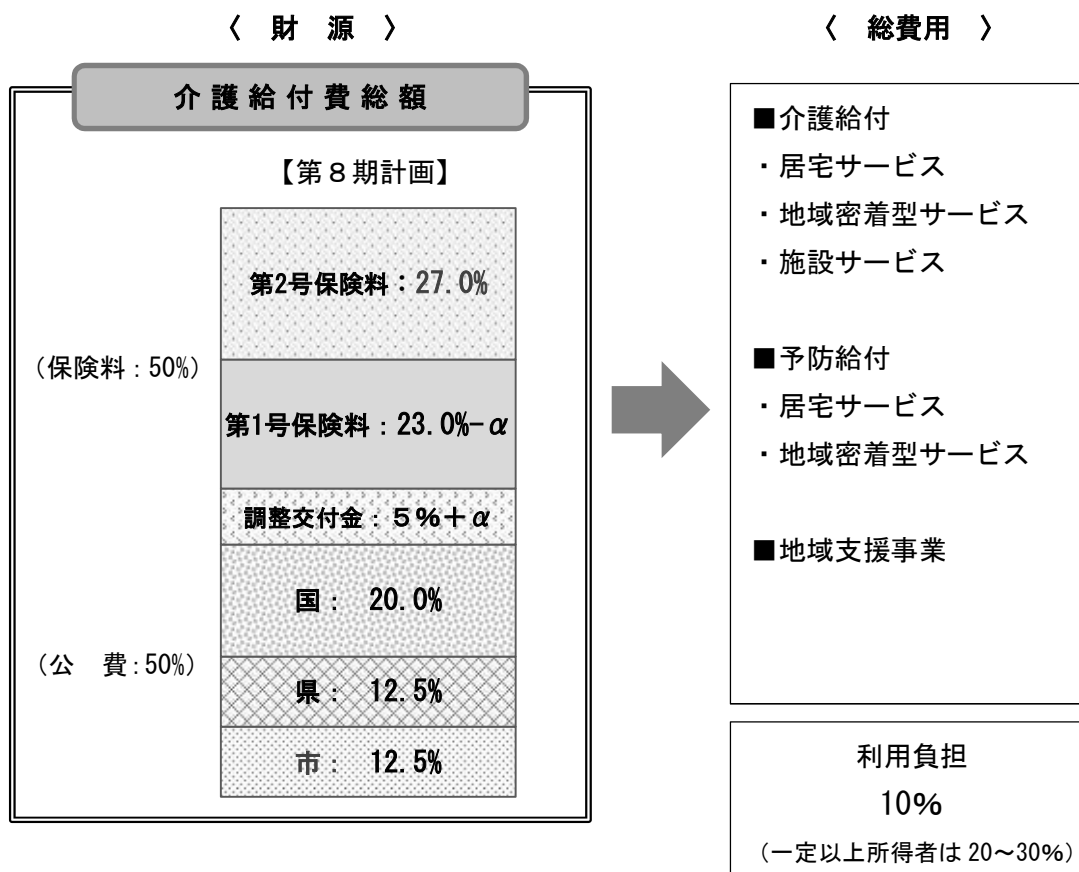 〈 財 源 〉
介護給付費総額
【第８期計画】
第2号保険料：27.0%
（保険料：50%）
第1号保険料：23.0%-α
調整交付金：５％＋α
国： 20.0%
（公 費：50%）
県： 12.5%
市： 12.5%
〈 総費用 〉
■介護給付
・居宅サービス
・地域密着型サービス
・施設サービス
■予防給付
・居宅サービス
・地域密着型サービス
■地域支援事業
利用負担
10%
（一定以上所得者は 20～30%）